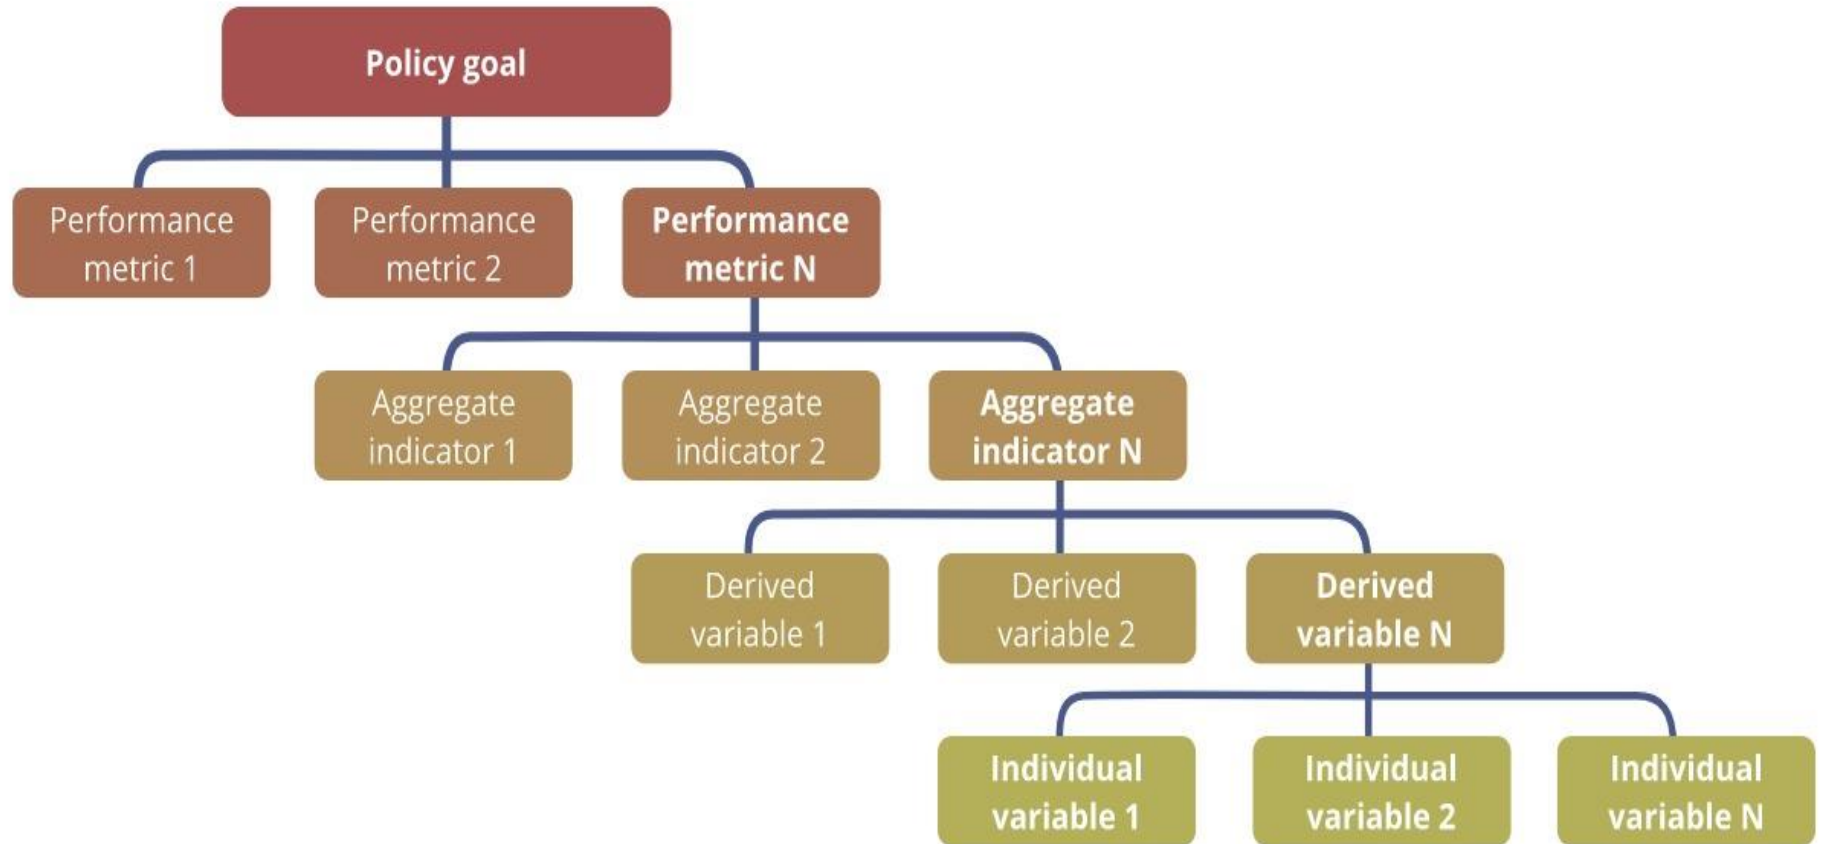 Policy goal
Performance
metric 1
Performance
metric 2
Performance
metric N
Aggregate
indicator 1
Aggregate
indicator 2
Aggregate
indicator N
Derived
variable 1
Derived
variable 2
Derived
variable N
Individual
variable 1
Individual
variable 2
Individual
variable N